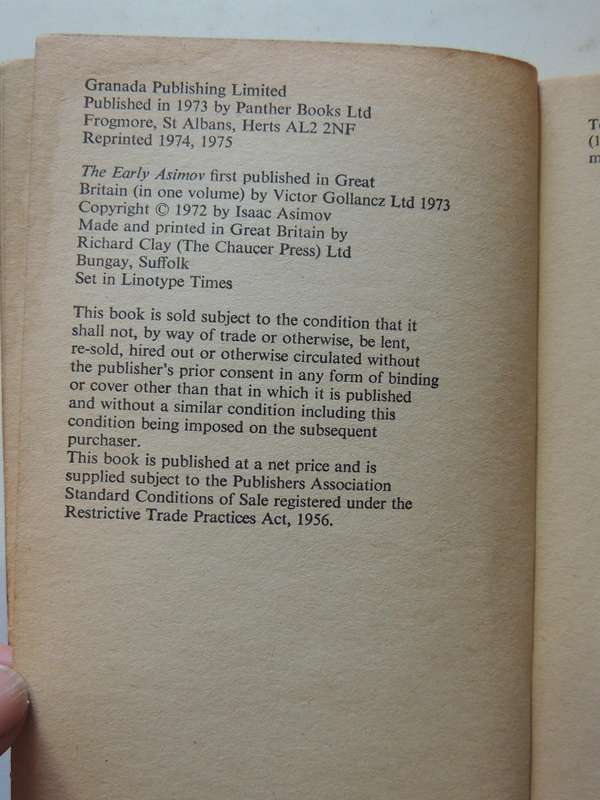 Granada Publishing Limited
Published in 1973 by Panther Books Ltd
Frogmore, St Albans, Herts AL2 2NF
Reprinted 1974, 1975
The Early Asimov first published in Great
Britain (in one volume) by Victor Gollancz Ltd 1973
Copyright © 1972 by Isaac Asimov
Made and printed in Great Britain by
Richard Clay (The Chaucer Press) Ltd
Bungay, Suffolk
Set in Linotype Times
This book is sold subject to the condition that it
shall not, by way of trade or otherwise, be lent,
re-sold, hired out or otherwise circulated without
the publisher's prior consent in any form of binding
or cover other than that in which it is published
and without a similar condition including this
condition being imposed on the subsequent
purchaser.
This book is published at a net price and is
supplied subject to the Publishers Association
Standard Conditions of Sale registered under the
Restrictive Trade Practices Act, 1956.